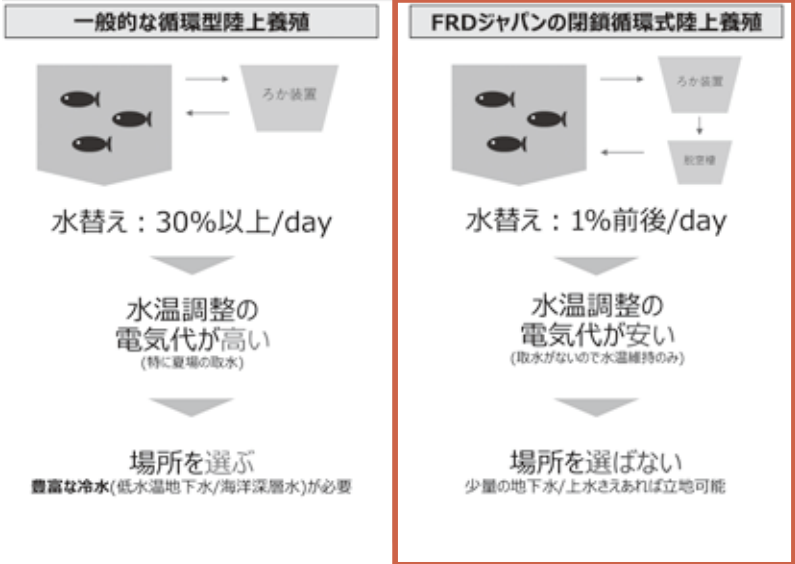 一般的な循環型陸上養殖
ろか装置
水替え：30%以上/day
水温調整の
電気代が高い
(特に夏場の取水)
場所を選ぶ
豊富な冷水(低水温地下水/海洋深層水)が必要
FRDジャパンの閉鎖循環式陸上養殖
ろか装置
脱窒槽
水替え：1%前後/day
水温調整の
電気代が安い
(取水がないので水温維持のみ)
場所を選ばない
少量の地下水/上水さえあれば立地可能